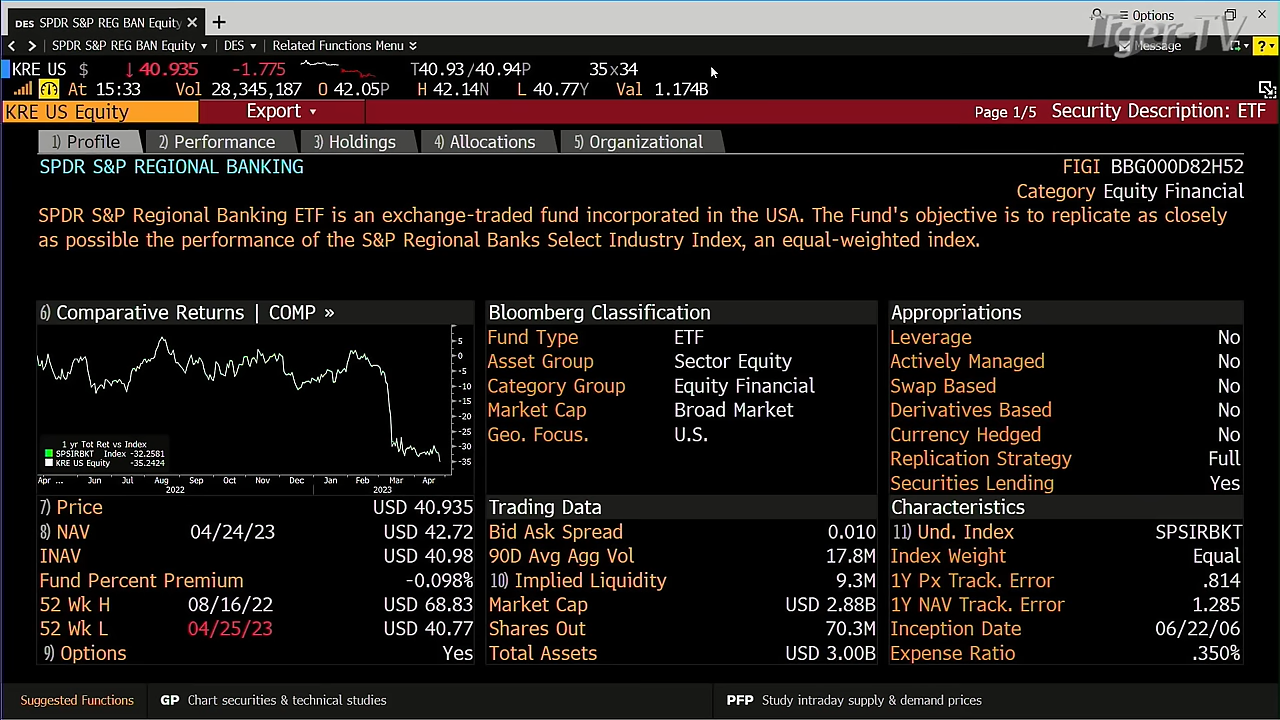 DES SPDR S&P REG BAN Equity × +
Options
Tiger-TV
< > SPDR S&P REG BAN Equity ▾ DES ▾ Related Functions Menu
Message
? ▾
KRE US $ ↓40.935 -1.775 T40.93/40.94P 35x34
At 15:33 Vol 28,345,187 O 42.05P H 42.14N L 40.77Y Val 1.174B
KRE US Equity Export ▾ Page 1/5 Security Description: ETF
1) Profile 2) Performance 3) Holdings 4) Allocations 5) Organizational
SPDR S&P REGIONAL BANKING FIGI BBG000D82H52
Category Equity Financial
SPDR S&P Regional Banking ETF is an exchange-traded fund incorporated in the USA. The Fund's objective is to replicate as closely
as possible the performance of the S&P Regional Banks Select Industry Index, an equal-weighted index.
6) Comparative Returns | COMP »
5
0
-5
-10
-15
-20
-25
-30
-35
1 yr Tot Ret vs Index
SPSIRBKT Index -32.2581
KRE US Equity -35.2424
Apr ... Jun Jul Aug Sep Oct Nov Dec Jan Feb Mar Apr
2022 2023
7) Price USD 40.935
8) NAV 04/24/23 USD 42.72
INAV USD 40.98
Fund Percent Premium -0.098%
52 Wk H 08/16/22 USD 68.83
52 Wk L 04/25/23 USD 40.77
9) Options Yes
Bloomberg Classification
Fund Type ETF
Asset Group Sector Equity
Category Group Equity Financial
Market Cap Broad Market
Geo. Focus. U.S.
Trading Data
Bid Ask Spread 0.010
90D Avg Agg Vol 17.8M
10) Implied Liquidity 9.3M
Market Cap USD 2.88B
Shares Out 70.3M
Total Assets USD 3.00B
Appropriations
Leverage No
Actively Managed No
Swap Based No
Derivatives Based No
Currency Hedged No
Replication Strategy Full
Securities Lending Yes
Characteristics
11) Und. Index SPSIRBKT
Index Weight Equal
1Y Px Track. Error .814
1Y NAV Track. Error 1.285
Inception Date 06/22/06
Expense Ratio .350%
Suggested Functions GP Chart securities & technical studies PFP Study intraday supply & demand prices